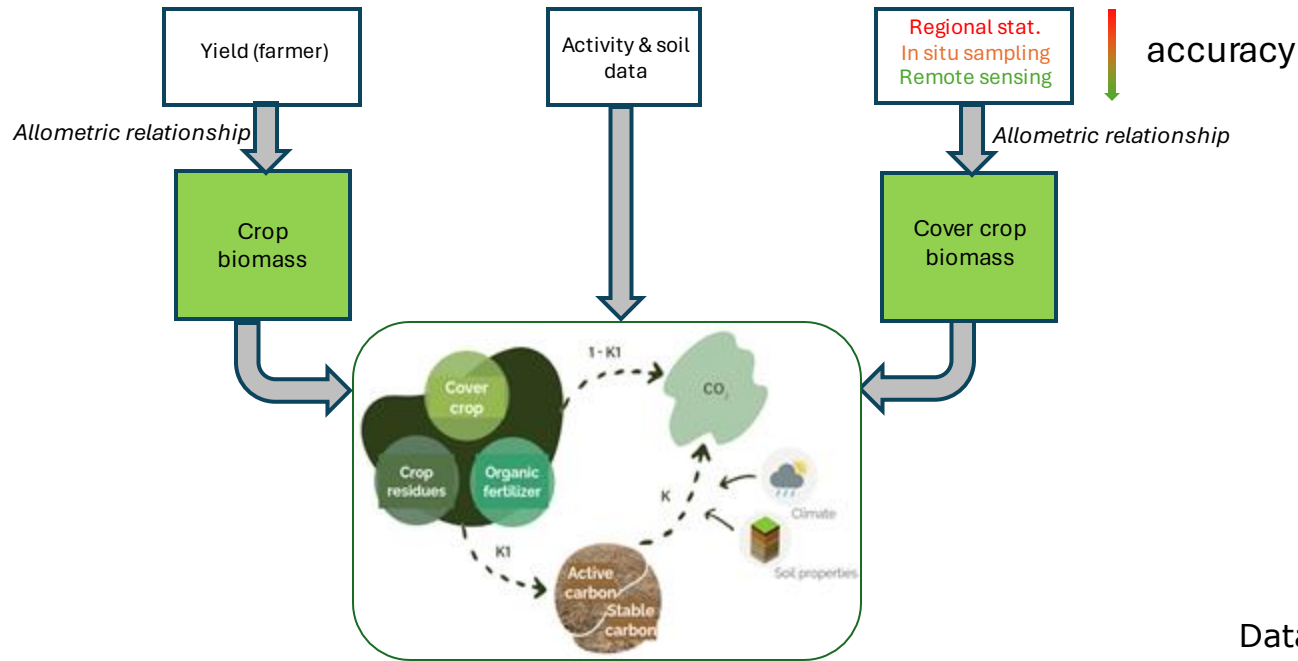 Yield (farmer)
Activity & soil
data
Regional stat.
In situ sampling
Remote sensing
accuracy
Allometric relationship
Allometric relationship
Crop
biomass
Cover crop
biomass
1 - K1
CO2
Cover
crop
Crop
residues
Organic
fertilizer
K
Climate
Soil properties
K1
Active
carbon
Stable
carbon
Data